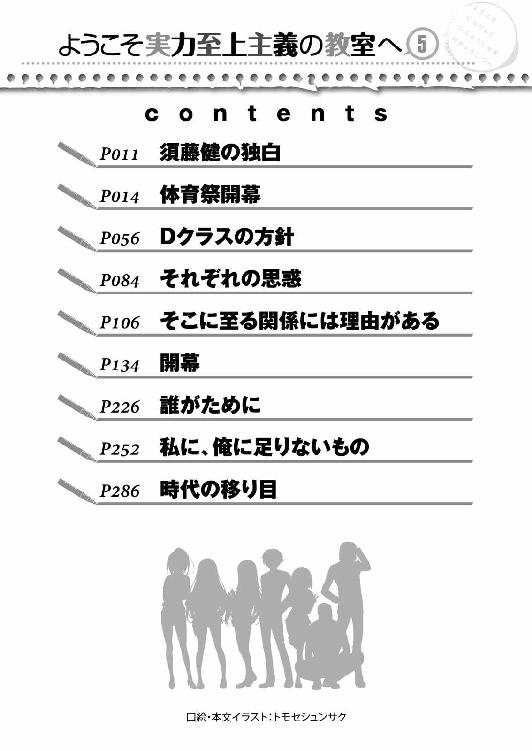 ようこそ実力至上主義の教室へ 5
contents
P011 須藤健の独白
P014 体育祭開幕
P056 Dクラスの方針
P084 それぞれの思惑
P106 そこに至る関係には理由がある
P134 開幕
P226 誰がために
P252 私に、俺に足りないもの
P286 時代の移り目
口絵・本文イラスト:トモセシュンサク